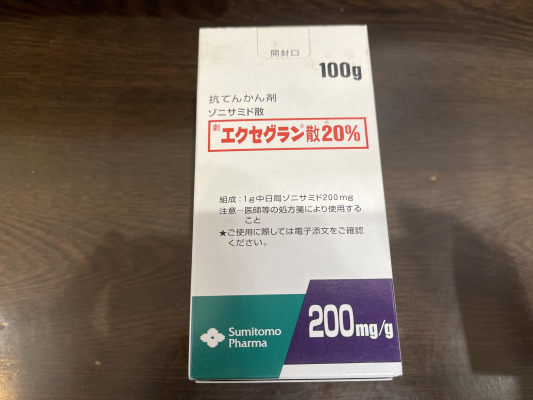 開封口
100g
抗てんかん剤
ゾニサミド散
劇 エクセグラン®散20%
組成:1g中日局ゾニサミド200mg
注意－医師等の処方箋により使用する
こと
★ご使用に際しては電子添文をご確認
ください。
Sumitomo
Pharma
200mg/g